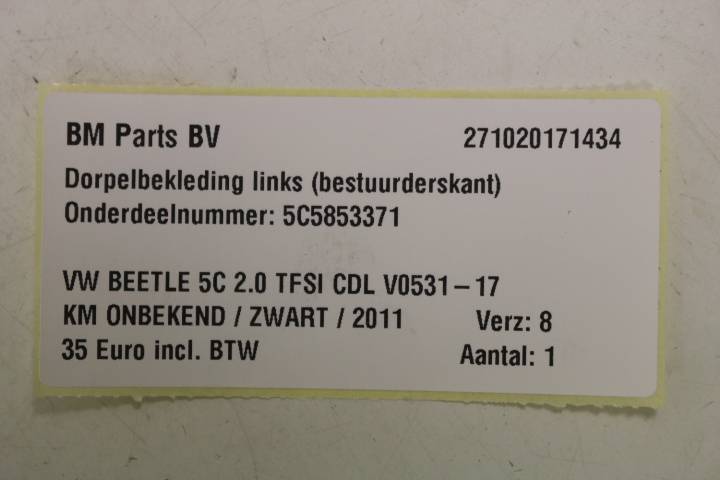 BM Parts BV 271020171434
Dorpelbekleding links (bestuurderskant)
Onderdeelnummer: 5C5853371
VW BEETLE 5C 2.0 TFSI CDL V0531-17
KM ONBEKEND / ZWART / 2011 Verz: 8
35 Euro incl. BTW Aantal: 1